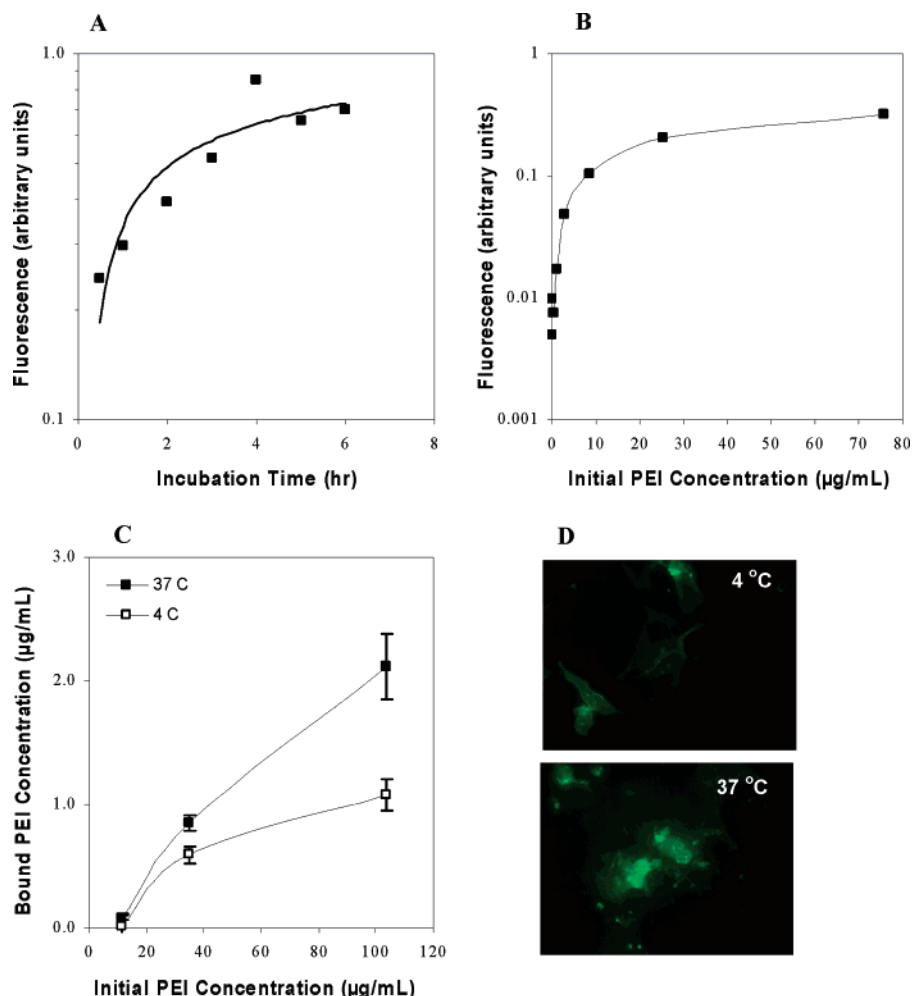 A
Fluorescence (arbitrary units)
1.0
0.1
0
2
4
6
8
Incubation Time (hr)
B
Fluorescence (arbitrary units)
1
0.1
0.01
0.001
0
10
20
30
40
50
60
70
80
Initial PEI Concentration (µg/mL)
C
Bound PEI Concentration (µg/mL)
3.0
2.0
1.0
0.0
37 C
4 C
0
20
40
60
80
100
120
Initial PEI Concentration (µg/mL)
D
4 °C
37 °C